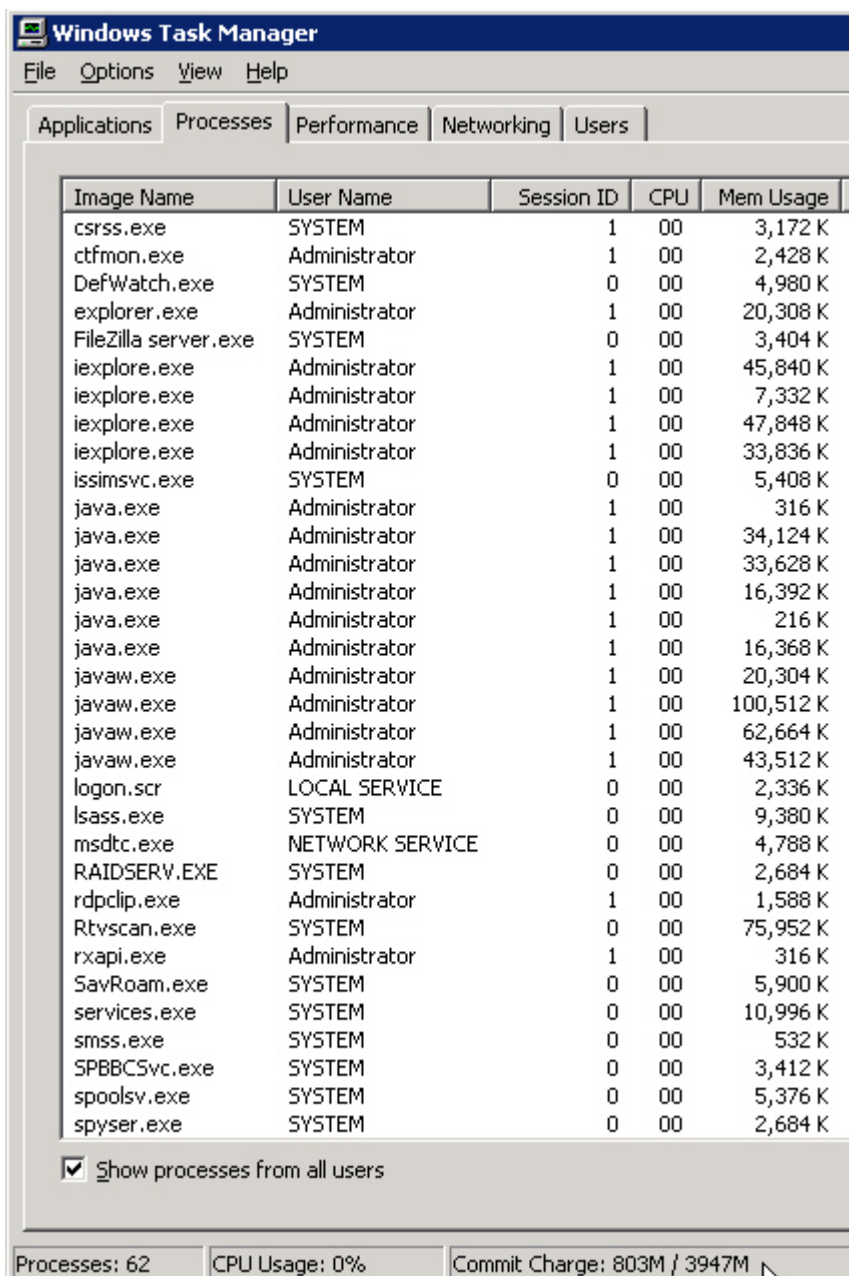 Windows Task Manager
File Options View Help
Applications Processes Performance Networking Users
Image Name User Name Session ID CPU Mem Usage
csrss.exe SYSTEM 1 00 3,172 K
ctfmon.exe Administrator 1 00 2,428 K
DefWatch.exe SYSTEM 0 00 4,980 K
explorer.exe Administrator 1 00 20,308 K
FileZilla server.exe SYSTEM 0 00 3,404 K
iexplore.exe Administrator 1 00 45,840 K
iexplore.exe Administrator 1 00 7,332 K
iexplore.exe Administrator 1 00 47,848 K
iexplore.exe Administrator 1 00 33,836 K
issimsvc.exe SYSTEM 0 00 5,408 K
java.exe Administrator 1 00 316 K
java.exe Administrator 1 00 34,124 K
java.exe Administrator 1 00 33,628 K
java.exe Administrator 1 00 16,392 K
java.exe Administrator 1 00 216 K
java.exe Administrator 1 00 16,368 K
javaw.exe Administrator 1 00 20,304 K
javaw.exe Administrator 1 00 100,512 K
javaw.exe Administrator 1 00 62,664 K
javaw.exe Administrator 1 00 43,512 K
logon.scr LOCAL SERVICE 0 00 2,336 K
lsass.exe SYSTEM 0 00 9,380 K
msdtc.exe NETWORK SERVICE 0 00 4,788 K
RAIDSERV.EXE SYSTEM 0 00 2,684 K
rdpclip.exe Administrator 1 00 1,588 K
Rtvscan.exe SYSTEM 0 00 75,952 K
rxapi.exe Administrator 1 00 316 K
SavRoam.exe SYSTEM 0 00 5,900 K
services.exe SYSTEM 0 00 10,996 K
smss.exe SYSTEM 0 00 532 K
SPBBCSvc.exe SYSTEM 0 00 3,412 K
spoolsv.exe SYSTEM 0 00 5,376 K
spyser.exe SYSTEM 0 00 2,684 K
Show processes from all users
Processes: 62 CPU Usage: 0% Commit Charge: 803M / 3947M